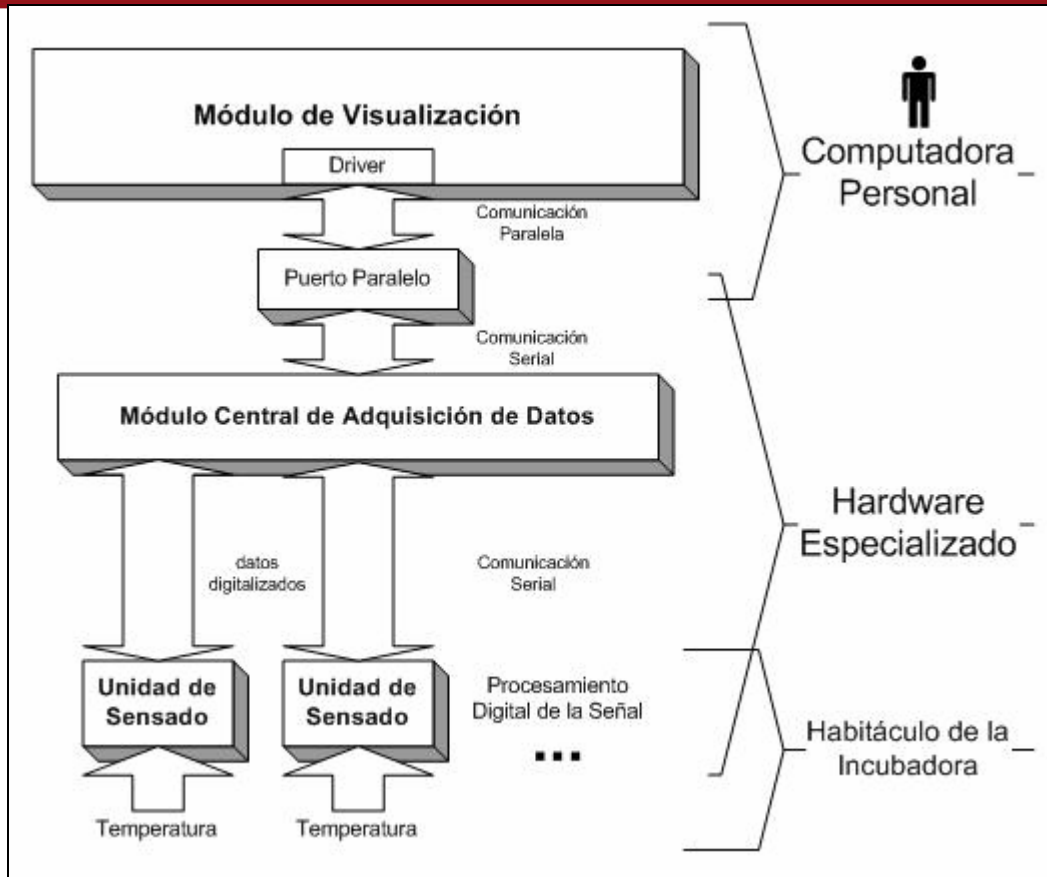 Módulo de Visualización
Driver
Comunicación
Paralela
Puerto Paralelo
Comunicación
Serial
Módulo Central de Adquisición de Datos
datos
digitalizados
Comunicación
Serial
Unidad de
Sensado
Unidad de
Sensado
Procesamiento
Digital de la Señal
...
Temperatura
Temperatura
Computadora
Personal
Hardware
Especializado
Habitáculo de la
Incubadora